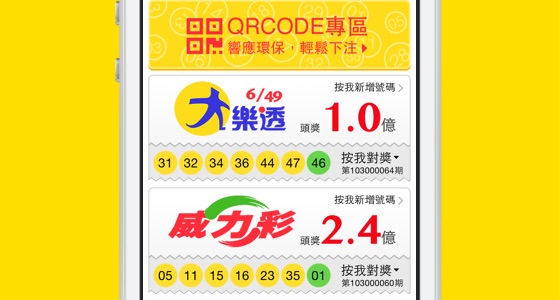 QRCODE專區
響應環保，輕鬆下注
按我新增號碼
6/49
樂透
頭獎1.0億
31 32 34 36 44 47 46
按我對獎
第103000064期
按我新增號碼
威力彩
頭獎2.4億
05 11 15 16 23 35 01
按我對獎
第103000060期